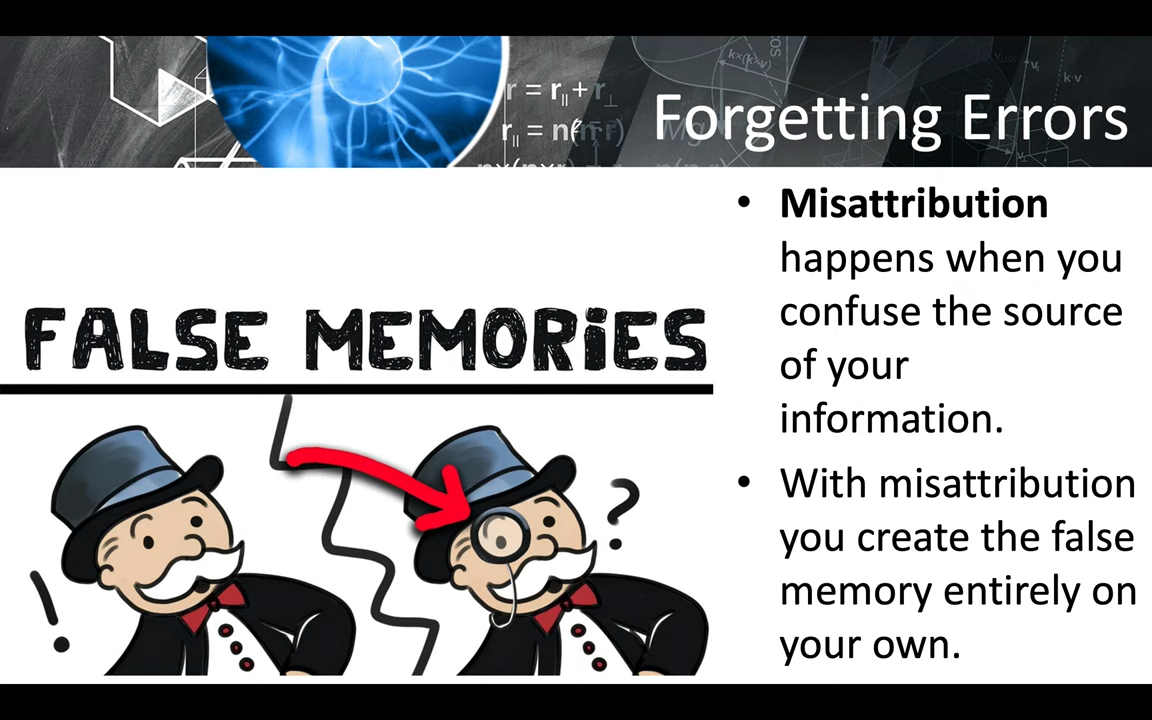 Forgetting Errors
r = r|| + r⊥
r|| = n(n·r)
k×(k×v)
k·v
FALSE MEMORiES
! ?
• Misattribution
happens when you
confuse the source
of your
information.
• With misattribution
you create the false
memory entirely on
your own.